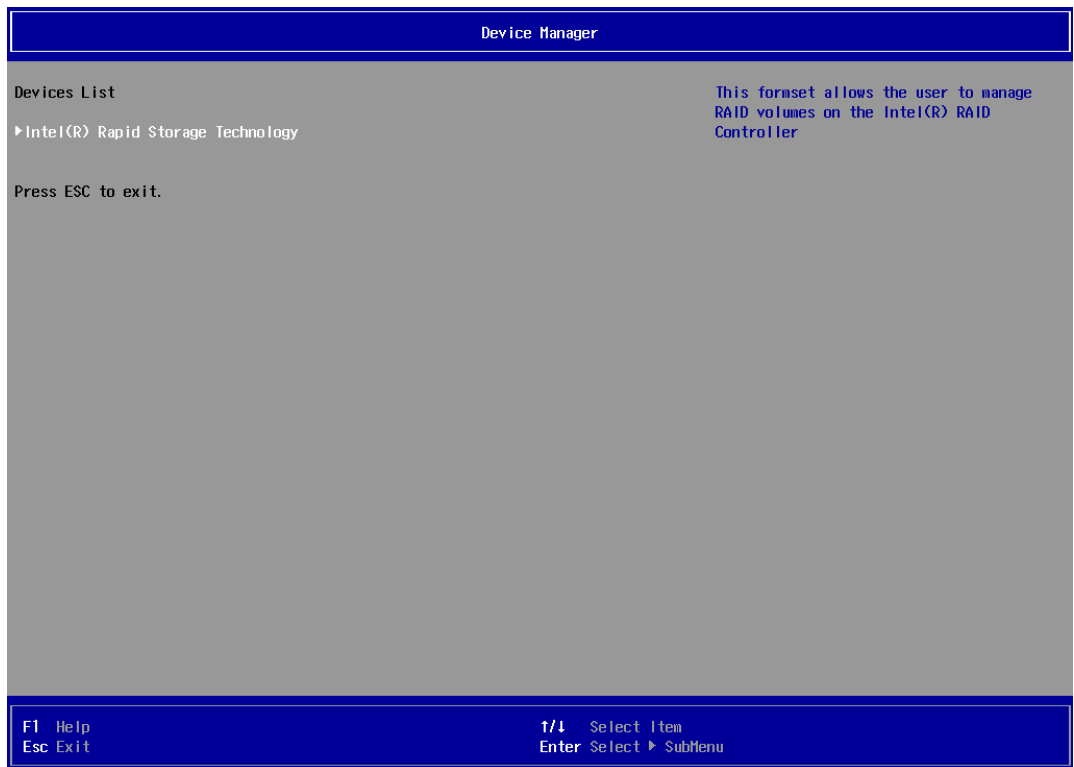 Device Manager
Devices List
This formset allows the user to manage
RAID volumes on the Intel(R) RAID
Controller
▶Intel(R) Rapid Storage Technology
Press ESC to exit.
F1 Help
↑/↓ Select Item
Esc Exit
Enter Select ▶ SubMenu